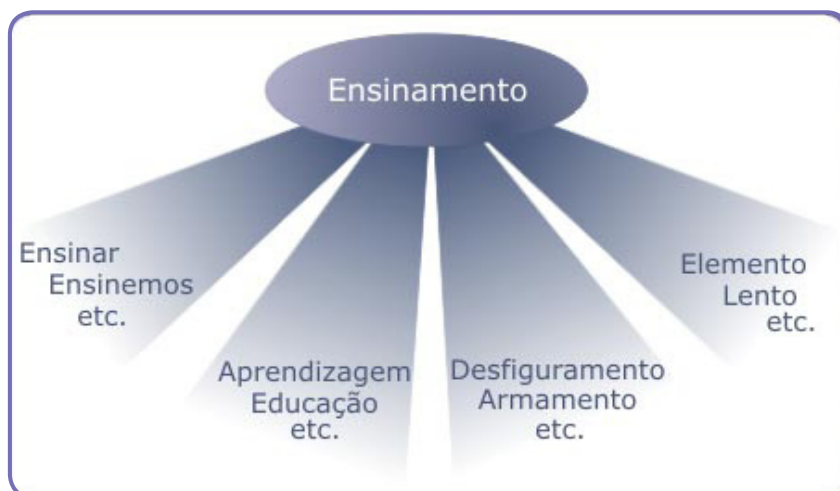 Ensinamento
Ensinar
Ensinemos
etc.
Aprendizagem
Educação
etc.
Desfiguramento
Armamento
etc.
Elemento
Lento
etc.